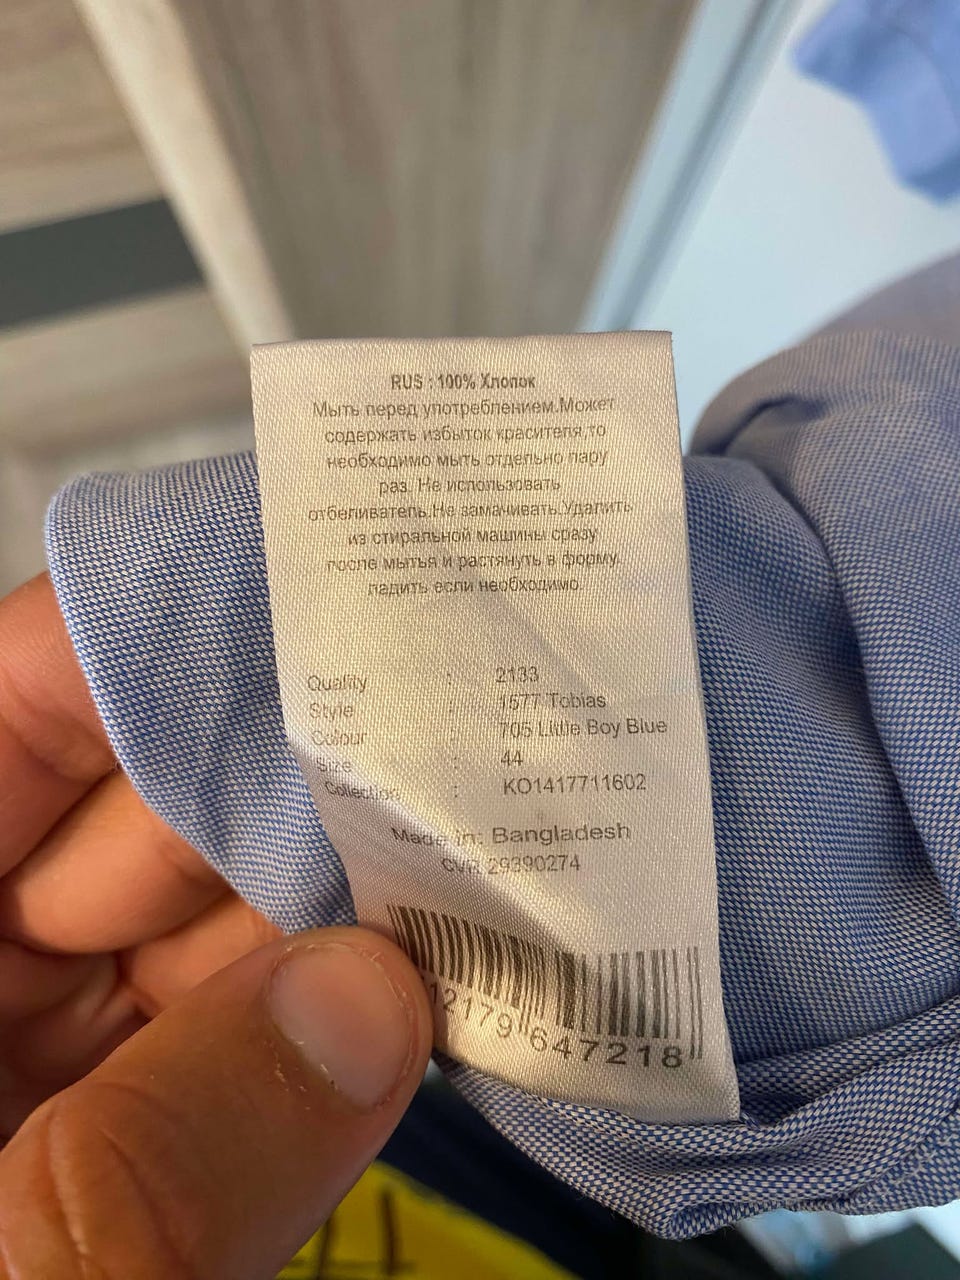 RUS : 100% Хлопок
Мыть перед употреблением.Может
содержать избыток красителя,то
необходимо мыть отдельно пару
раз. Не использовать
отбеливатель.Не замачивать.Удалить
из стиральной машины сразу
после мытья и растянуть в форму.
ладить если необходимо.
Quality : 2133
Style : 1577 Tobias
Colour : 705 Little Boy Blue
Size : 44
Collection : KO1417711602
Made in: Bangladesh
CVR 29390274
12179 647218